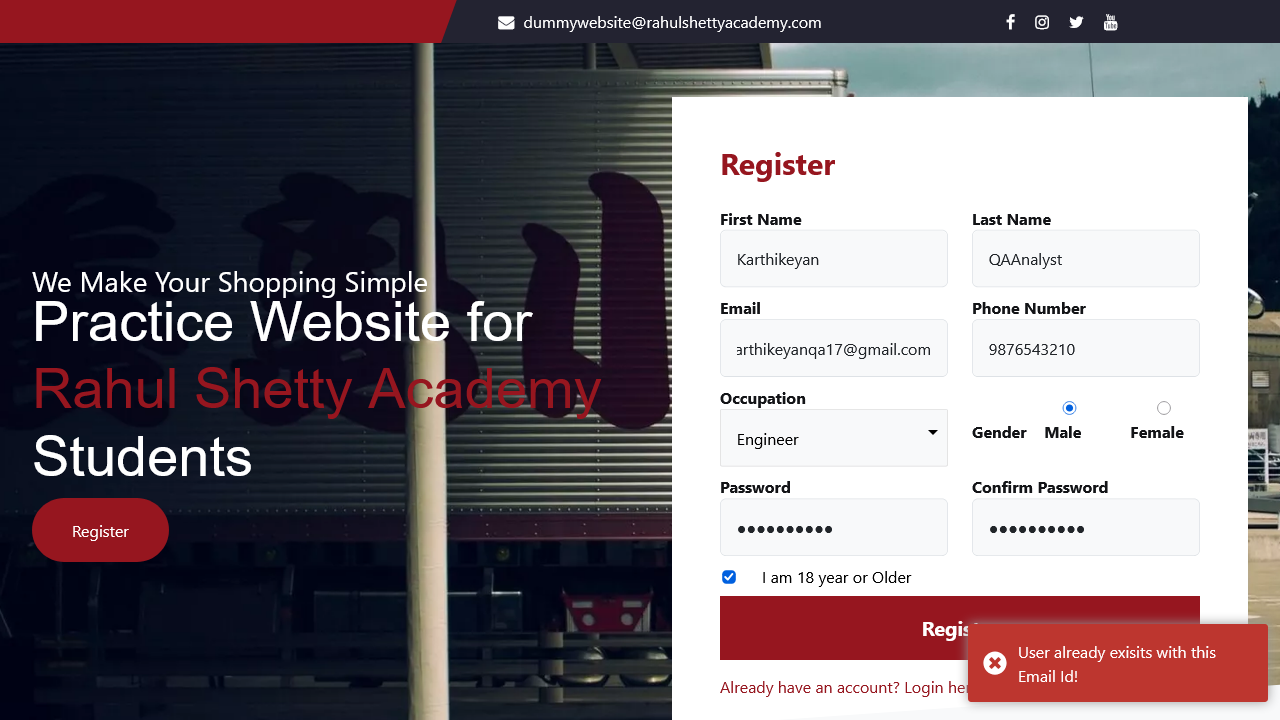 dummywebsite@rahulshettyacademy.com
We Make Your Shopping Simple
Practice Website for
Rahul Shetty Academy
Students
Register
Register
First Name
Last Name
Karthikeyan
QAAnalyst
Email
Phone Number
arthikeyanqa17@gmail.com
9876543210
Occupation
Engineer
Gender
Male
Female
Password
Confirm Password
I am 18 year or Older
Already have an account? Login
User already exisits with this
Email Id!